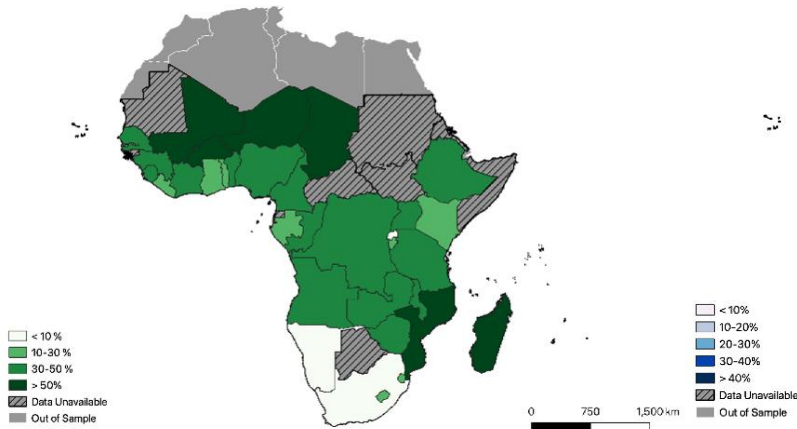 < 10 %
10-30 %
30-50 %
> 50%
Data Unavailable
Out of Sample
0 750 1,500 km
< 10%
10-20%
20-30%
30-40%
> 40%
Data Unavailable
Out of Sample